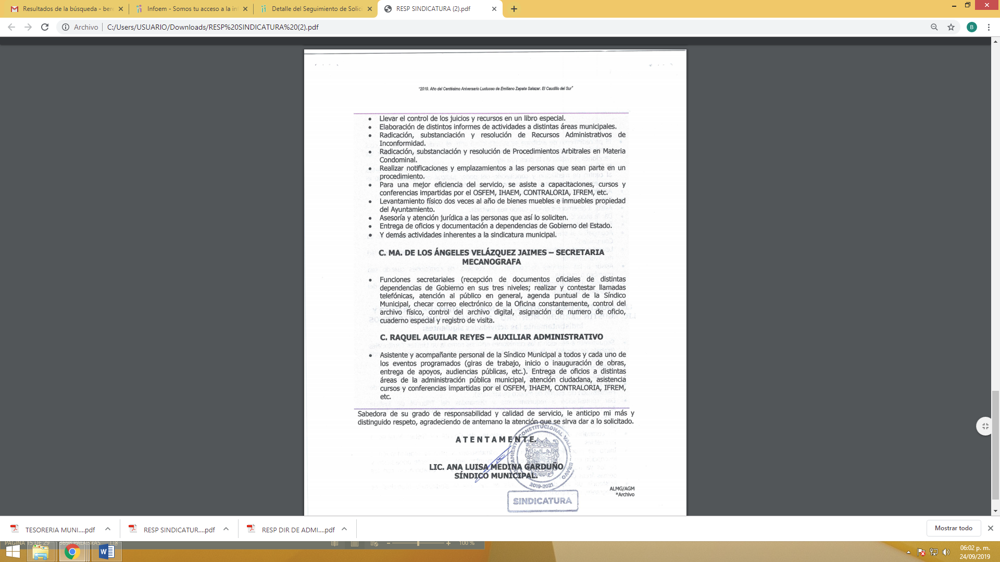 Resultados de la búsqueda - bere
Infoem - Somos tu acceso a la inf
Detalle del Seguimiento de Solici
RESP SINDICATURA (2).pdf
Archivo
C:/Users/USUARIO/Downloads/RESP%20SINDICATURA%20(2).pdf
B
"2019. Año del Centésimo Aniversario Luctuoso de Emiliano Zapata Salazar. El Caudillo del Sur"
• Llevar el control de los juicios y recursos en un libro especial.
• Elaboración de distintos informes de actividades a distintas áreas municipales.
• Radicación, substanciación y resolución de Recursos Administrativos de
Inconformidad.
• Radicación, substanciación y resolución de Procedimientos Arbitrales en Materia
Condominal.
• Realizar notificaciones y emplazamientos a las personas que sean parte en un
procedimiento.
• Para una mejor eficiencia del servicio, se asiste a capacitaciones, cursos y
conferencias impartidas por el OSFEM, IHAEM, CONTRALORIA, IFREM, etc.
• Levantamiento físico dos veces al año de bienes muebles e inmuebles propiedad
del Ayuntamiento.
• Asesoría y atención jurídica a las personas que así lo soliciten.
• Entrega de oficios y documentación a dependencias de Gobierno del Estado.
• Y demás actividades inherentes a la sindicatura municipal.
C. MA. DE LOS ÁNGELES VELÁZQUEZ JAIMES – SECRETARIA
MECANOGRAFA
• Funciones secretariales (recepción de documentos oficiales de distintas
dependencias de Gobierno en sus tres niveles; realizar y contestar llamadas
telefónicas, atención al público en general, agenda puntual de la Síndico
Municipal, checar correo electrónico de la Oficina constantemente, control del
archivo físico, control del archivo digital, asignación de numero de oficio,
cuaderno especial y registro de visita.
C. RAQUEL AGUILAR REYES – AUXILIAR ADMINISTRATIVO
• Asistente y acompañante personal de la Síndico Municipal a todos y cada uno de
los eventos programados (giras de trabajo, inicio o inauguración de obras,
entrega de apoyos, audiencias públicas, etc.). Entrega de oficios a distintas
áreas de la administración pública municipal, atención ciudadana, asistencia
cursos y conferencias impartidas por el OSFEM, IHAEM, CONTRALORIA, IFREM,
etc.
Sabedora de su grado de responsabilidad y calidad de servicio, le anticipo mi más y
distinguido respeto, agradeciendo de antemano la atención que se sirva dar a lo solicitado.
A T E N T A M E N T E.
LIC. ANA LUISA MEDINA GARDUÑO
SÍNDICO MUNICIPAL.
CONSTITUCIONAL
BRAVO
2019-2021
SINDICATURA
ALMG/AGM
*Archivo
TESORERIA MUNI....pdf
RESP SINDICATUR....pdf
RESP DIR DE ADMI....pdf
Mostrar todo
PÁGINA 15 DE 29
100 %
06:02 p. m.
24/09/2019